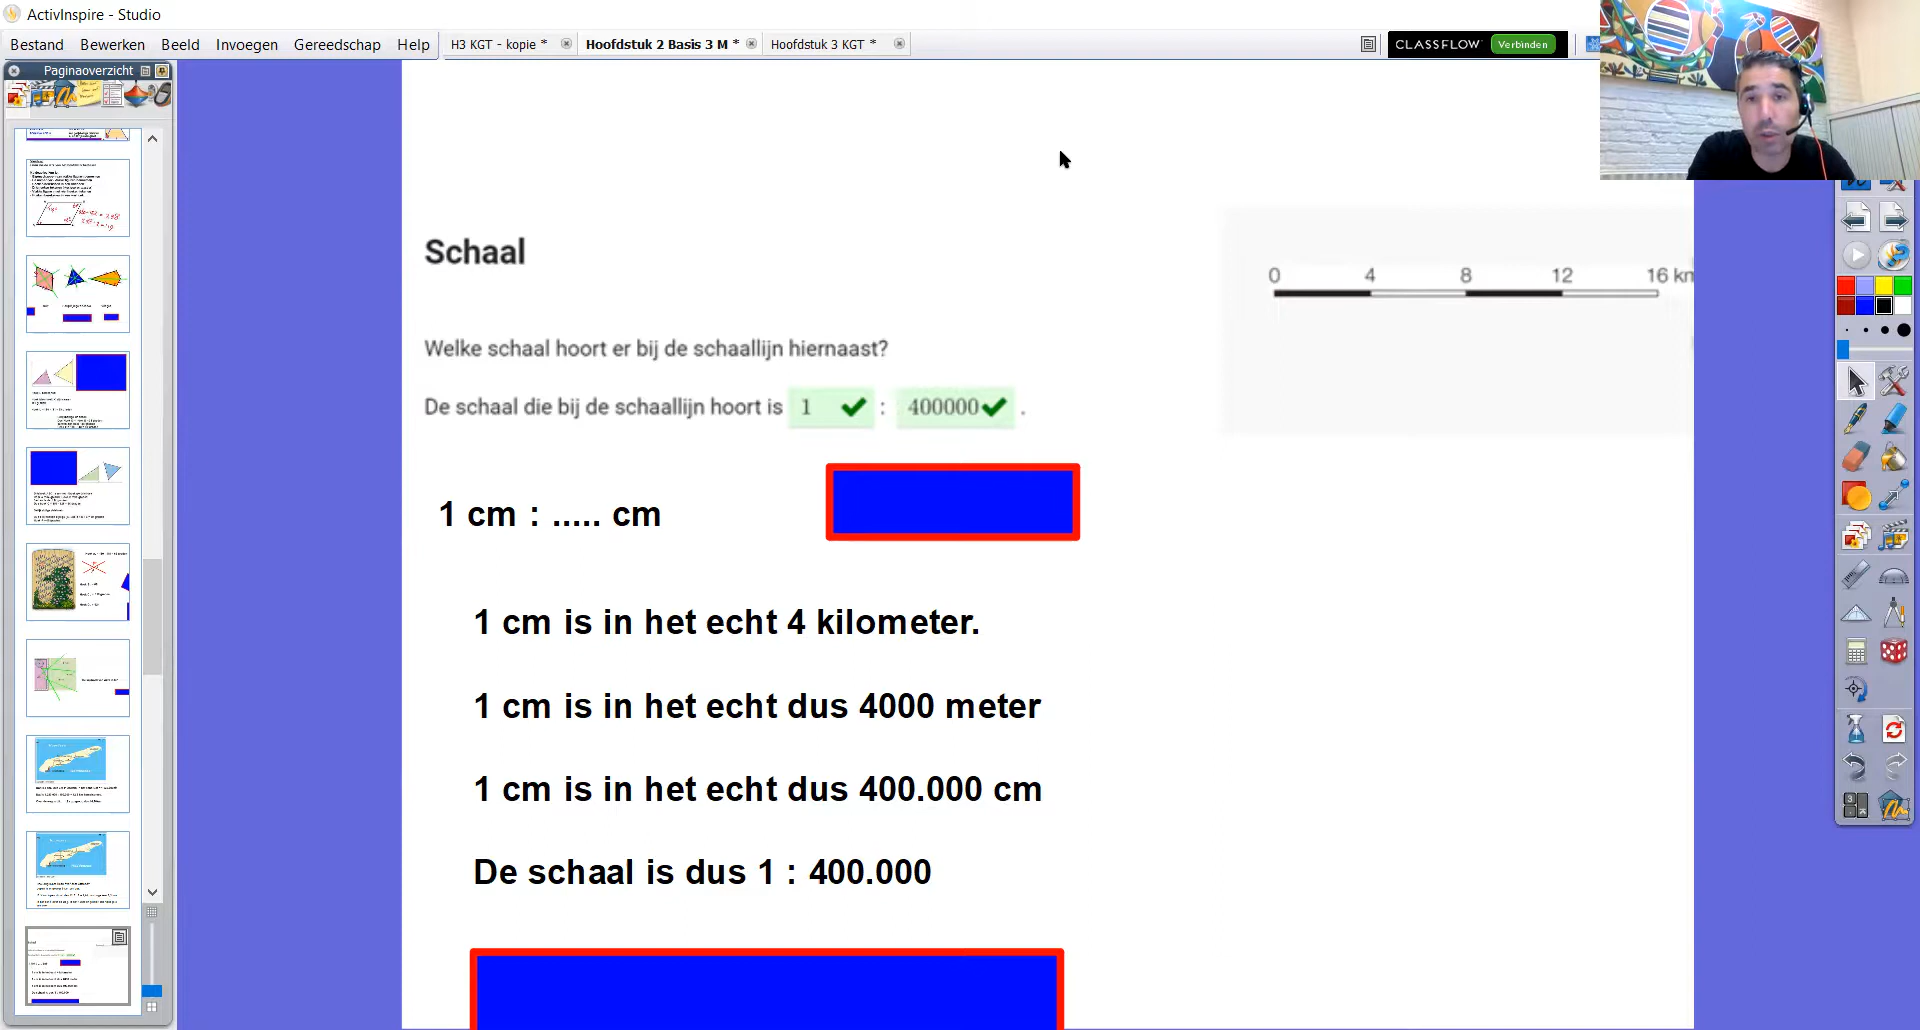 ActivInspire - Studio
Bestand Bewerken Beeld Invoegen Gereedschap Help
H3 KGT - kopie * Hoofdstuk 2 Basis 3 M * Hoofdstuk 3 KGT *
CLASSFLOW Verbinden
Paginaoverzicht
0 4 8 12 16 km
Schaal
Welke schaal hoort er bij de schaallijn hiernaast?
De schaal die bij de schaallijn hoort is 1 : 400000 .
1 cm : ..... cm
1 cm is in het echt 4 kilometer.
1 cm is in het echt dus 4000 meter
1 cm is in het echt dus 400.000 cm
De schaal is dus 1 : 400.000